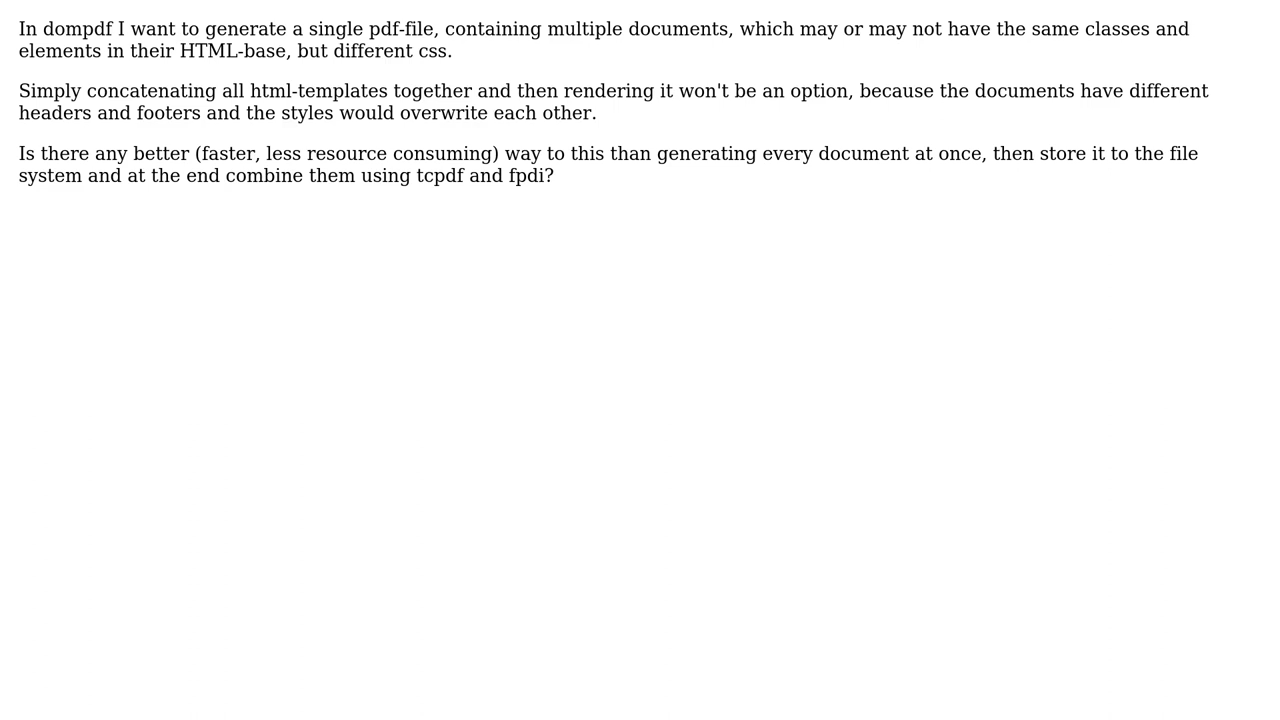 In dompdf I want to generate a single pdf-file, containing multiple documents, which may or may not have the same classes and
elements in their HTML-base, but different css.
Simply concatenating all html-templates together and then rendering it won't be an option, because the documents have different
headers and footers and the styles would overwrite each other.
Is there any better (faster, less resource consuming) way to this than generating every document at once, then store it to the file
system and at the end combine them using tcpdf and fpdi?